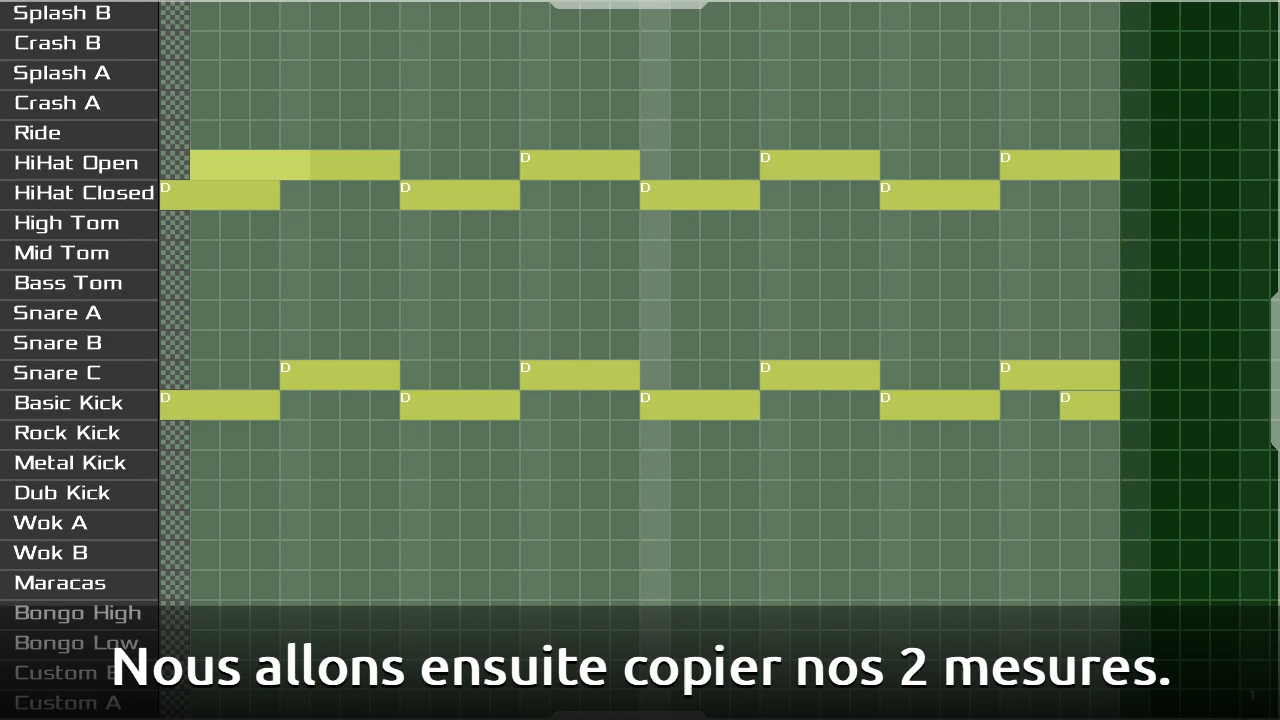 Splash B
Crash B
Splash A
Crash A
Ride
HiHat Open D D D
HiHat Closed D D D D
High Tom
Mid Tom
Bass Tom
Snare A
Snare B
Snare C D D D D
Basic Kick D D D D D
Rock Kick
Metal Kick
Dub Kick
Wok A
Wok B
Maracas
Bongo High
Bongo Low
Custom B
Custom A
Nous allons ensuite copier nos 2 mesures.
1